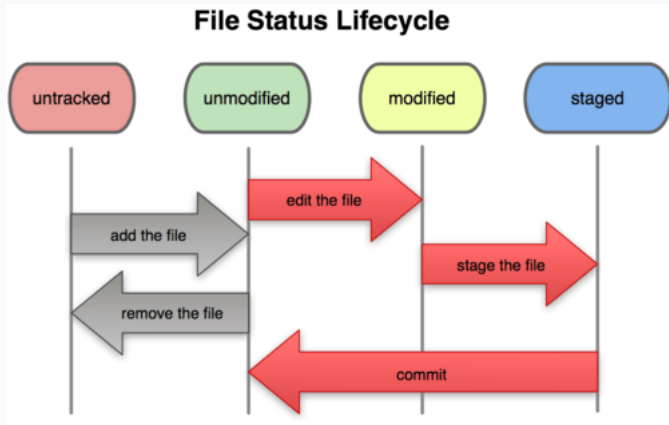 File Status Lifecycle
untracked
unmodified
modified
staged
edit the file
add the file
stage the file
remove the file
commit